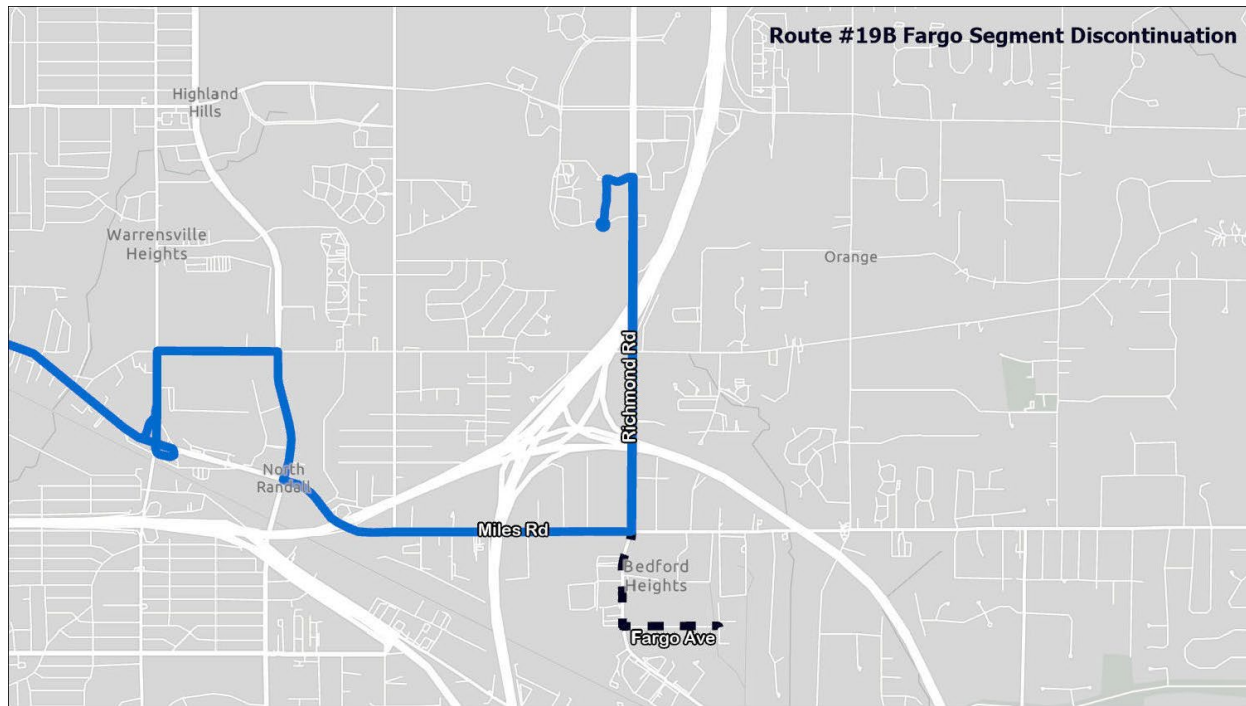 Route #19B Fargo Segment Discontinuation
Highland
Hills
Warrensville
Heights
Orange
Richmond Rd
North
Randall
Miles Rd
Bedford
Heights
Fargo Ave